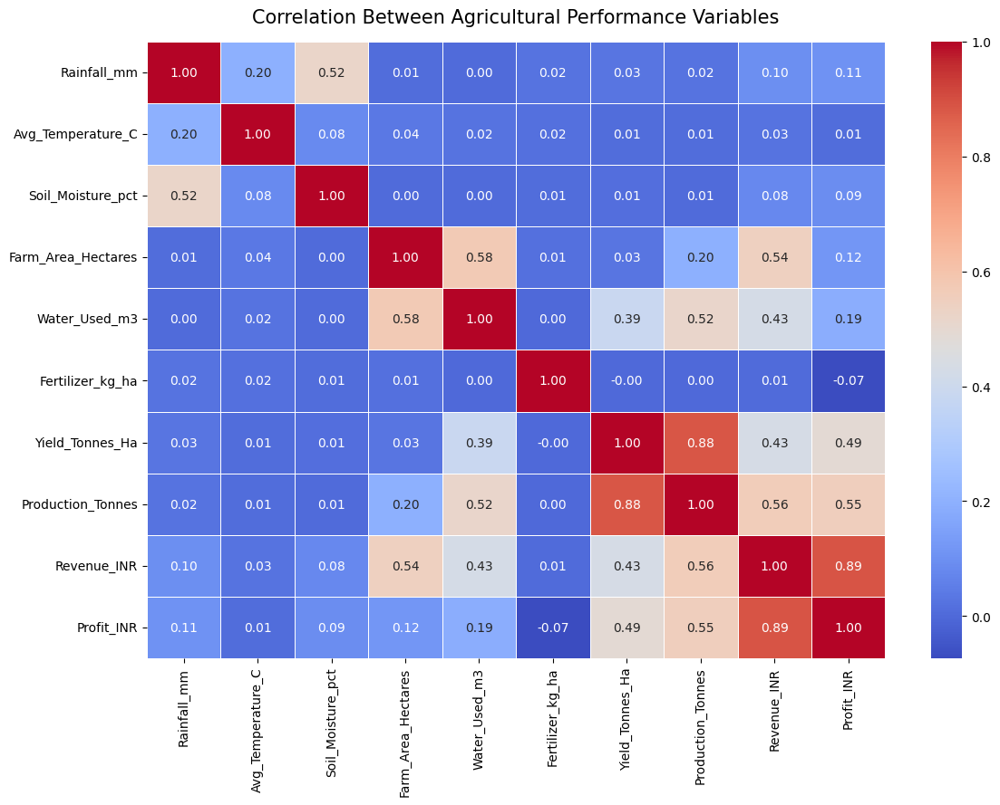 Correlation Between Agricultural Performance Variables
Rainfall_mm 1.00 0.20 0.52 0.01 0.00 0.02 0.03 0.02 0.10 0.11
Avg_Temperature_C 0.20 1.00 0.08 0.04 0.02 0.02 0.01 0.01 0.03 0.01
Soil_Moisture_pct 0.52 0.08 1.00 0.00 0.00 0.01 0.01 0.01 0.08 0.09
Farm_Area_Hectares 0.01 0.04 0.00 1.00 0.58 0.01 0.03 0.20 0.54 0.12
Water_Used_m3 0.00 0.02 0.00 0.58 1.00 0.00 0.39 0.52 0.43 0.19
Fertilizer_kg_ha 0.02 0.02 0.01 0.01 0.00 1.00 -0.00 0.00 0.01 -0.07
Yield_Tonnes_Ha 0.03 0.01 0.01 0.03 0.39 -0.00 1.00 0.88 0.43 0.49
Production_Tonnes 0.02 0.01 0.01 0.20 0.52 0.00 0.88 1.00 0.56 0.55
Revenue_INR 0.10 0.03 0.08 0.54 0.43 0.01 0.43 0.56 1.00 0.89
Profit_INR 0.11 0.01 0.09 0.12 0.19 -0.07 0.49 0.55 0.89 1.00
Rainfall_mm
Avg_Temperature_C
Soil_Moisture_pct
Farm_Area_Hectares
Water_Used_m3
Fertilizer_kg_ha
Yield_Tonnes_Ha
Production_Tonnes
Revenue_INR
Profit_INR
1.0
0.8
0.6
0.4
0.2
0.0